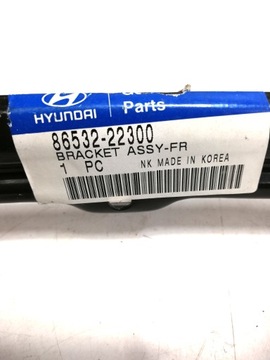 Parts
HYUNDAI
86532-22300
BRACKET ASSY-FR
1 PC NK MADE IN KOREA